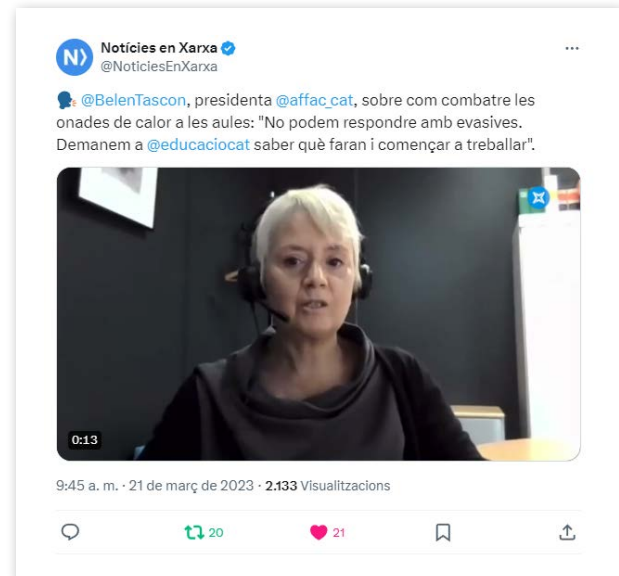 N
Notícies en Xarxa
@NoticiesEnXarxa
@BelenTascon, presidenta @affac_cat, sobre com combatre les
onades de calor a les aules: "No podem respondre amb evasives.
Demanem a @educaciocat saber què faran i començar a treballar".
0:13
9:45 a. m. · 21 de març de 2023 · 2.133 Visualitzacions
20
21